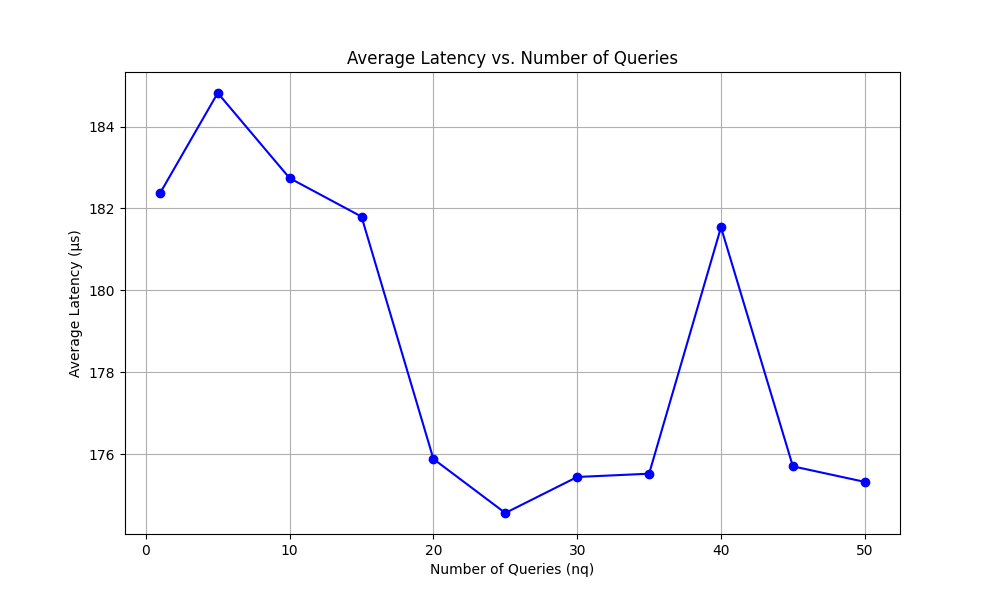 Average Latency vs. Number of Queries
184
182
180
178
176
Average Latency (µs)
0 10 20 30 40 50
Number of Queries (nq)